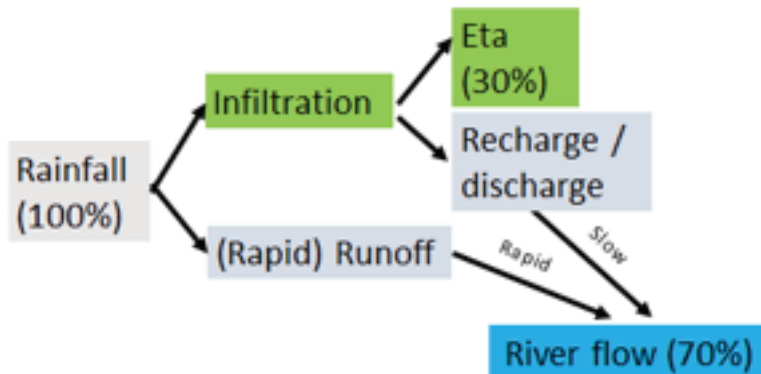 Eta
(30%)
Infiltration
Recharge /
discharge
Rainfall
(100%)
(Rapid) Runoff
Rapid
Slow
River flow (70%)